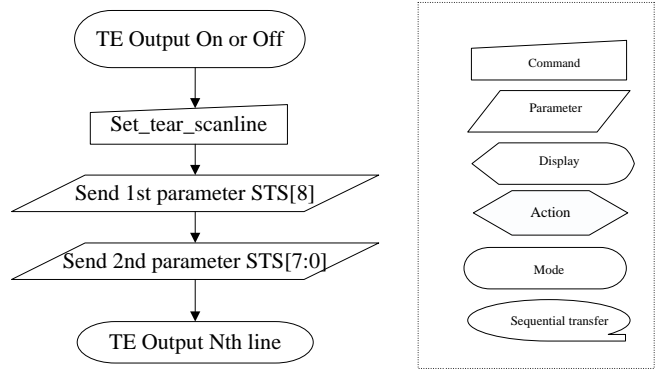 TE Output On or Off
Set_tear_scanline
Send 1st parameter STS[8]
Send 2nd parameter STS[7:0]
TE Output Nth line
Command
Parameter
Display
Action
Mode
Sequential transfer